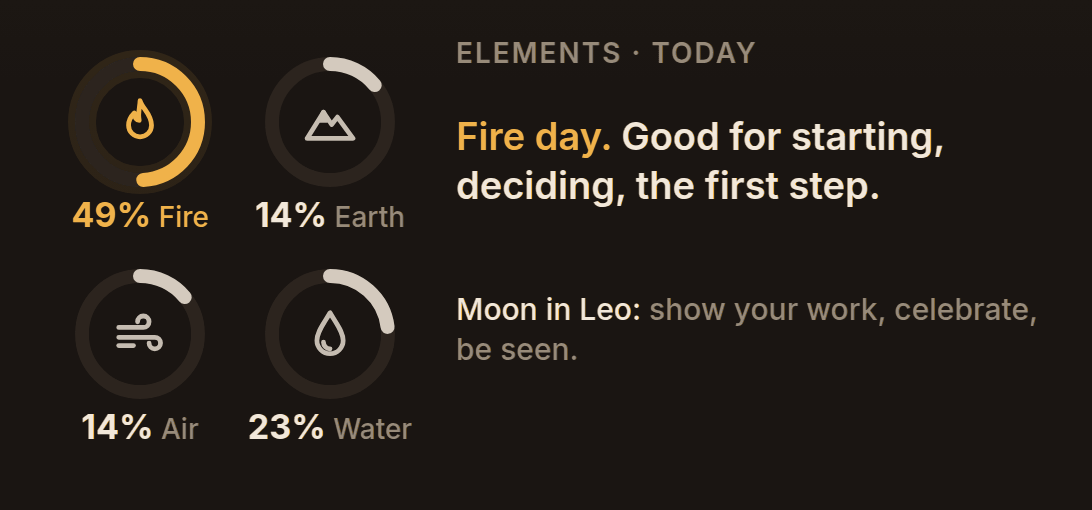 49% Fire
14% Earth
14% Air
23% Water
ELEMENTS · TODAY
Fire day. Good for starting,
deciding, the first step.
Moon in Leo: show your work, celebrate,
be seen.